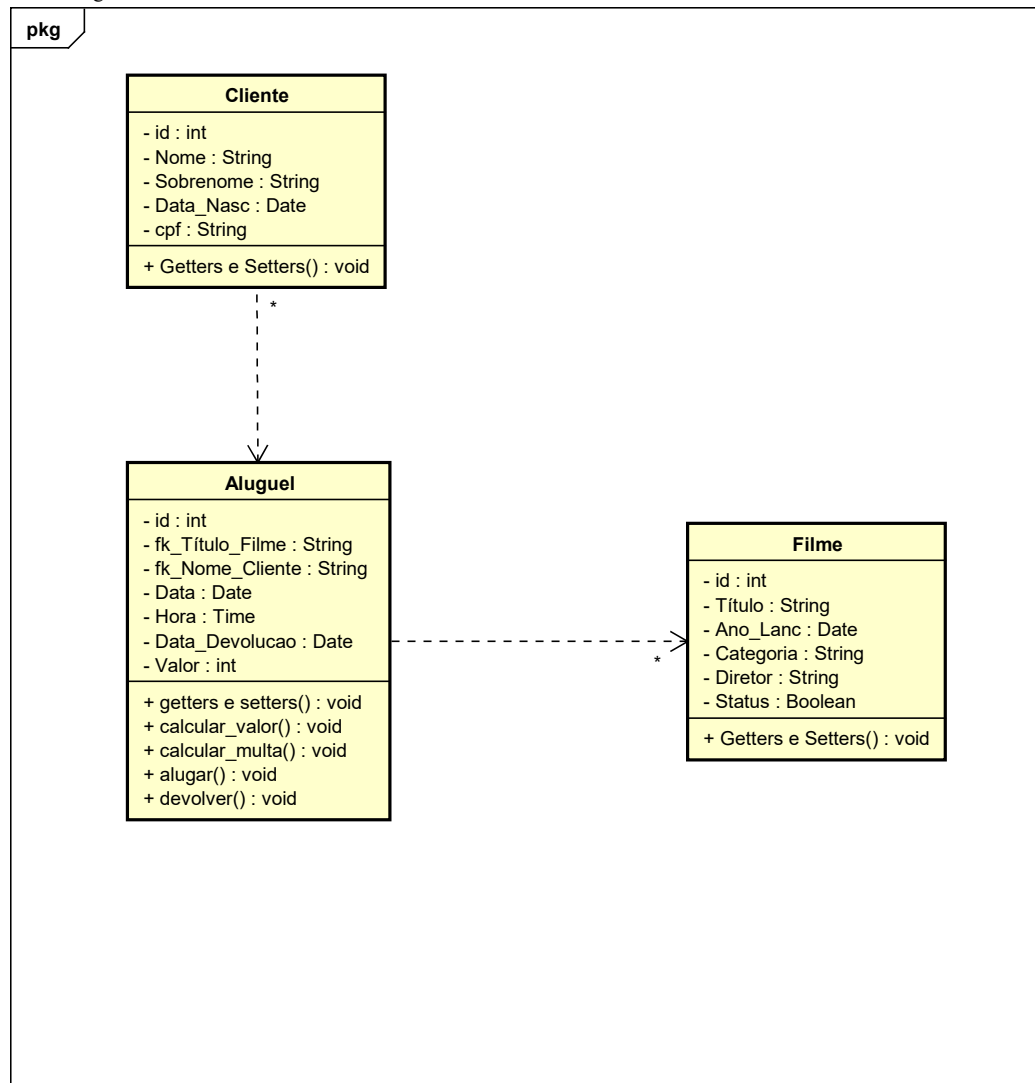 pkg
Cliente
- id : int
- Nome : String
- Sobrenome : String
- Data_Nasc : Date
- cpf : String
+ Getters e Setters() : void
*
Aluguel
- id : int
- fk_Título_Filme : String
- fk_Nome_Cliente : String
- Data : Date
- Hora : Time
- Data_Devolucao : Date
- Valor : int
+ getters e setters() : void
+ calcular_valor() : void
+ calcular_multa() : void
+ alugar() : void
+ devolver() : void
*
Filme
- id : int
- Título : String
- Ano_Lanc : Date
- Categoria : String
- Diretor : String
- Status : Boolean
+ Getters e Setters() : void